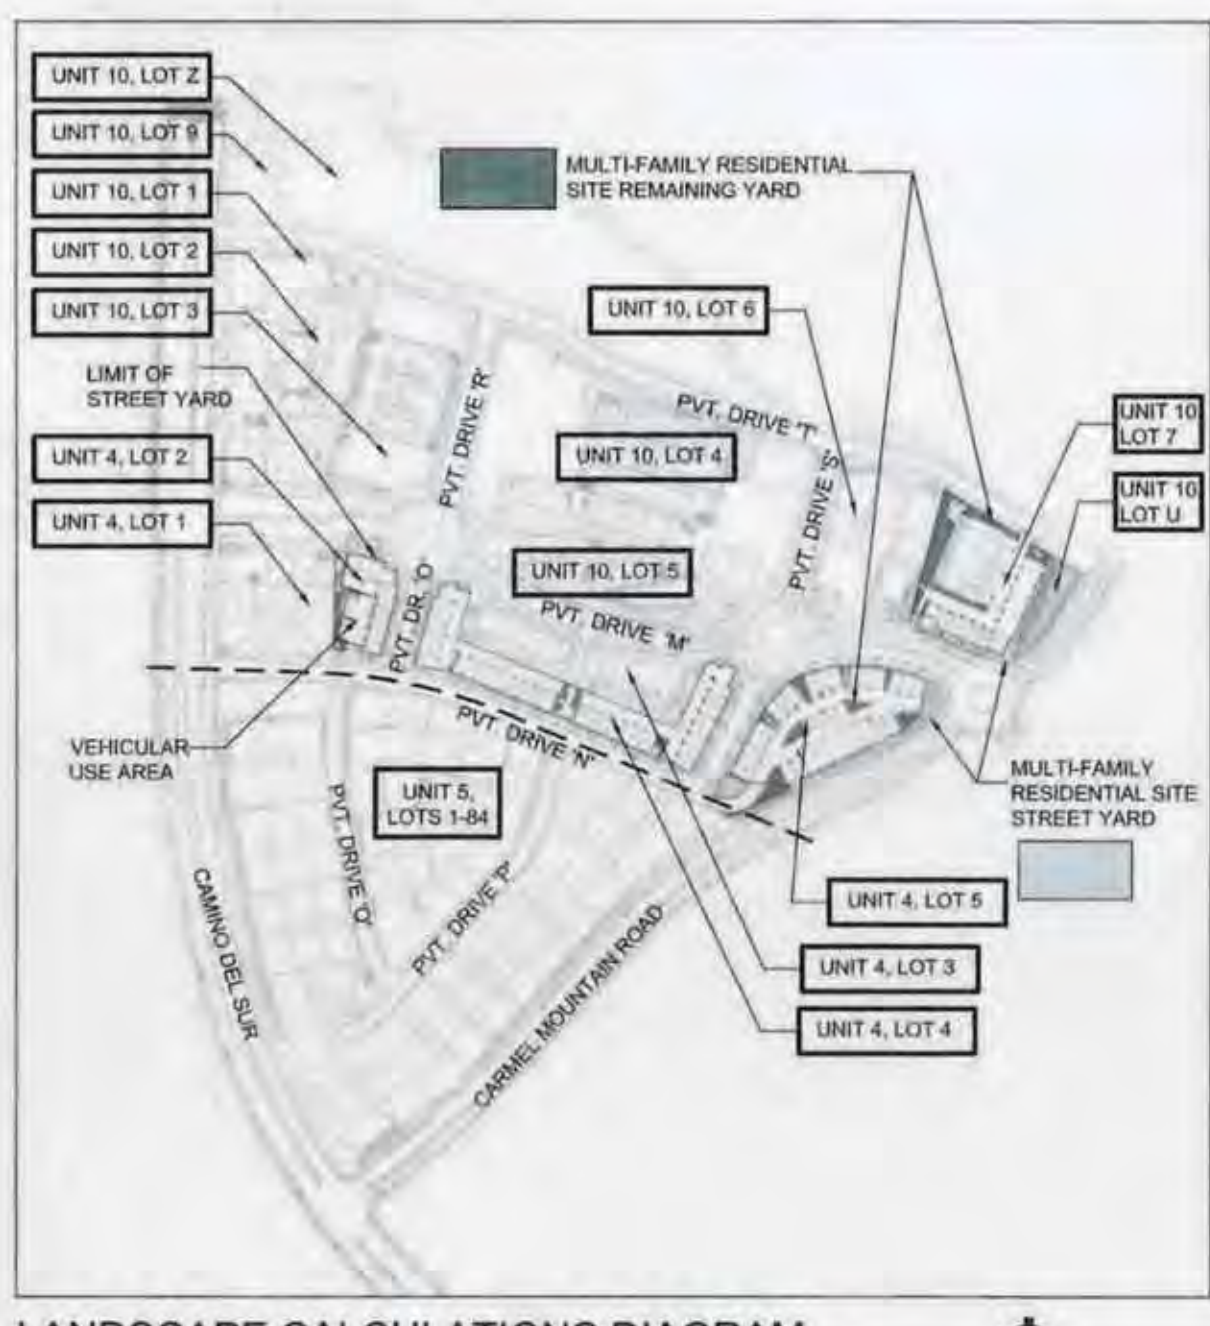 UNIT 10, LOT Z
UNIT 10, LOT 9
UNIT 10, LOT 1
UNIT 10, LOT 2
UNIT 10, LOT 3
LIMIT OF
STREET YARD
UNIT 4, LOT 2
UNIT 4, LOT 1
VEHICULAR
USE AREA
MULTI-FAMILY RESIDENTIAL
SITE REMAINING YARD
UNIT 10, LOT 6
PVT. DRIVE 'R'
PVT. DRIVE 'T'
UNIT 10, LOT 4
PVT. DRIVE 'S'
UNIT 10
LOT 7
UNIT 10
LOT U
UNIT 10, LOT 5
PVT. DR. 'O'
PVT. DRIVE 'M'
PVT. DRIVE 'N'
UNIT 5,
LOTS 1-84
PVT. DRIVE 'Q'
PVT. DRIVE 'P'
MULTI-FAMILY
RESIDENTIAL SITE
STREET YARD
UNIT 4, LOT 5
UNIT 4, LOT 3
UNIT 4, LOT 4
CAMINO DEL SUR
CARMEL MOUNTAIN ROAD
LANDSCAPE CALCULATIONS DIAGRAM